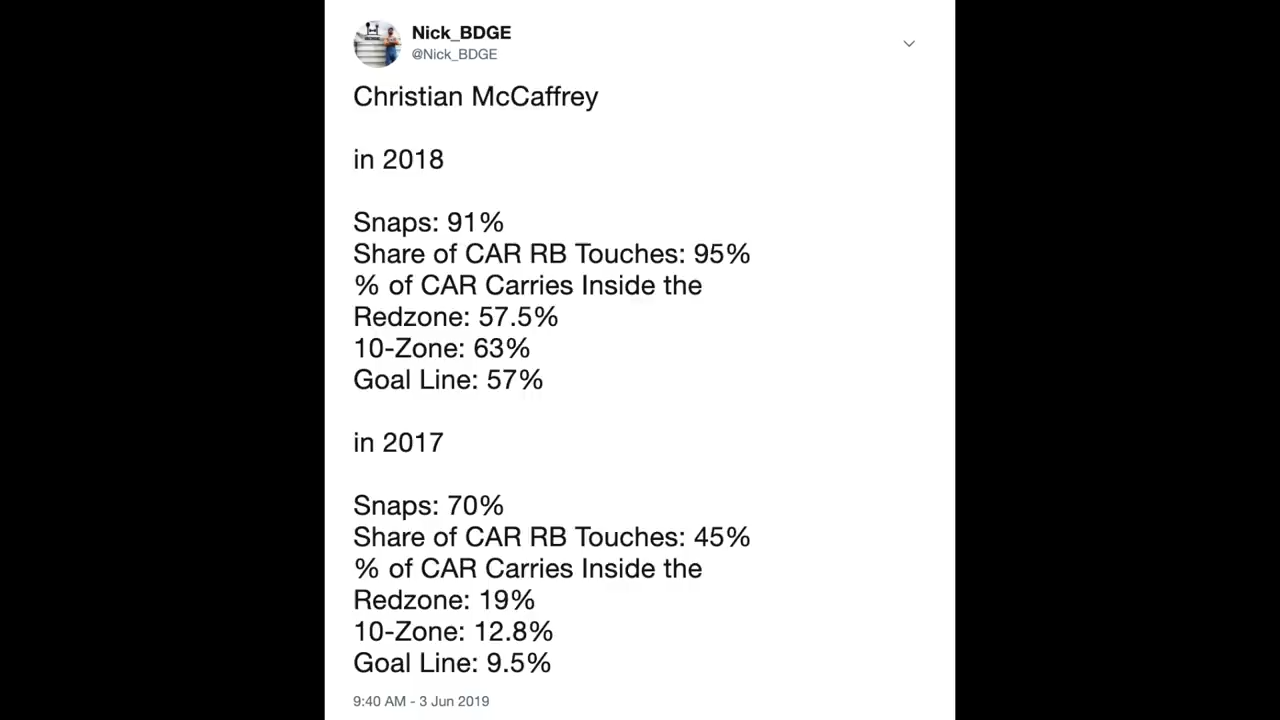 Nick_BDGE
@Nick_BDGE
Christian McCaffrey
in 2018
Snaps: 91%
Share of CAR RB Touches: 95%
% of CAR Carries Inside the
Redzone: 57.5%
10-Zone: 63%
Goal Line: 57%
in 2017
Snaps: 70%
Share of CAR RB Touches: 45%
% of CAR Carries Inside the
Redzone: 19%
10-Zone: 12.8%
Goal Line: 9.5%
9:40 AM - 3 Jun 2019